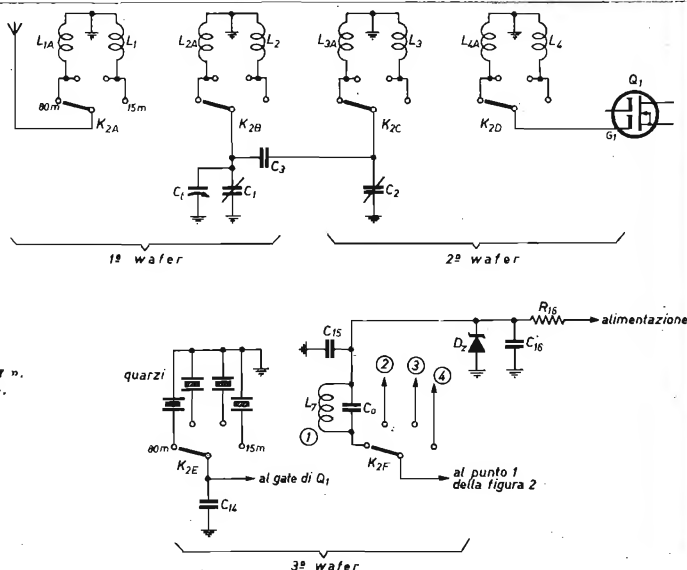 L1A L1 L2A L2 L3A L3 L4A L4
Q1
80m 15m
K2A K2B K2C K2D
G1
C3
Ct C1 C2
1º wafer 2º wafer
R16
alimentazione
C15 Dz C16
quarzi
2 3 4
L7 Co
1
80m 15m
K2E K2F
al gate di Q1
al punto 1
della figura 2
C14
3º wafer